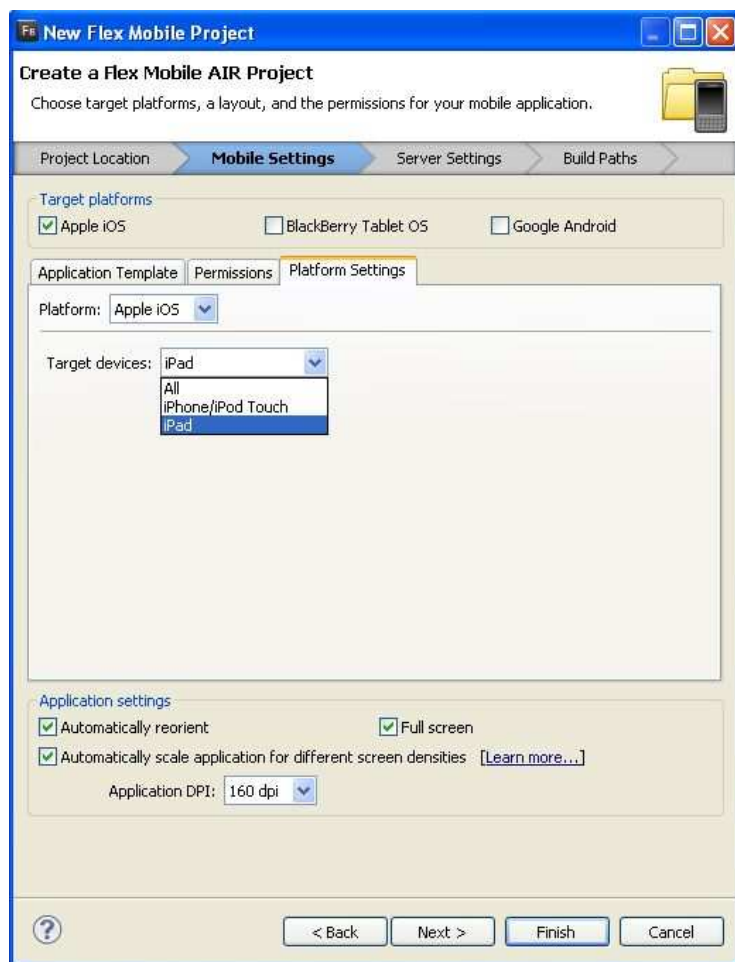 Fb New Flex Mobile Project
Create a Flex Mobile AIR Project
Choose target platforms, a layout, and the permissions for your mobile application.
Project Location Mobile Settings Server Settings Build Paths
Target platforms
Apple iOS BlackBerry Tablet OS Google Android
Application Template Permissions Platform Settings
Platform: Apple iOS
Target devices: iPad
All
iPhone/iPod Touch
iPad
Application settings
Automatically reorient Full screen
Automatically scale application for different screen densities [Learn more...]
Application DPI: 160 dpi
? < Back Next > Finish Cancel